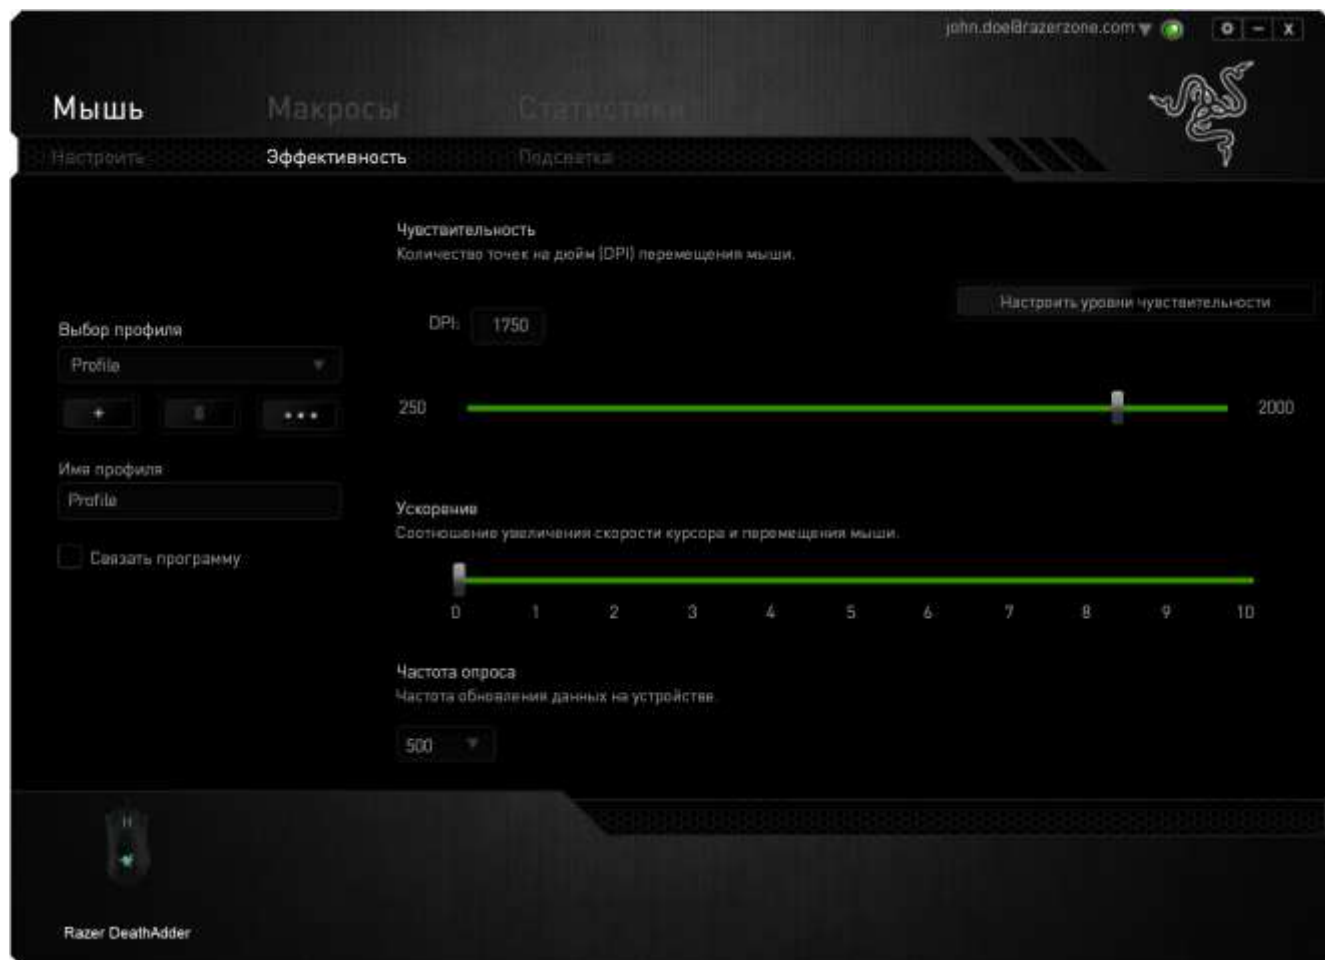 john.doe@razerzone.com
Мышь
Макросы
Статистики
Настроить
Эффективность
Подсветка
Чувствительность
Количество точек на дюйм (DPI) перемещения мыши.
Настроить уровни чувствительности
DPI: 1750
250
2000
Выбор профиля
Profile
Имя профиля
Profile
Связать программу
Ускорение
Соотношение увеличения скорости курсора и перемещения мыши.
0 1 2 3 4 5 6 7 8 9 10
Частота опроса
Частота обновления данных на устройстве.
500
Razer DeathAdder